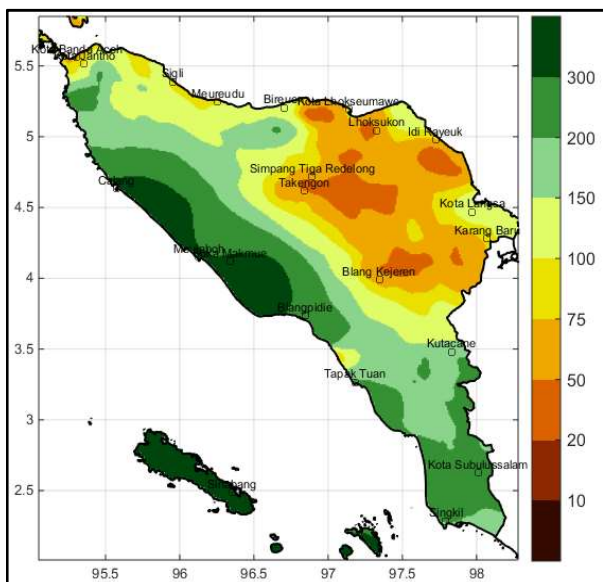 5.5
5
4.5
4
3.5
3
2.5
95.5
96
96.5
97
97.5
98
300
200
150
100
75
50
20
10
Kota Banda Aceh
Jantho
Sigli
Meureudu
Bireuen
Kota Lhokseumawe
Lhoksukon
Idi Rayeuk
Simpang Tiga Redelong
Takengon
Kota Langsa
Karang Baru
Calang
Meulaboh
Makmue
Blang Kejeren
Blangpidie
Kutacane
Tapak Tuan
Kota Subulussalam
Singkil